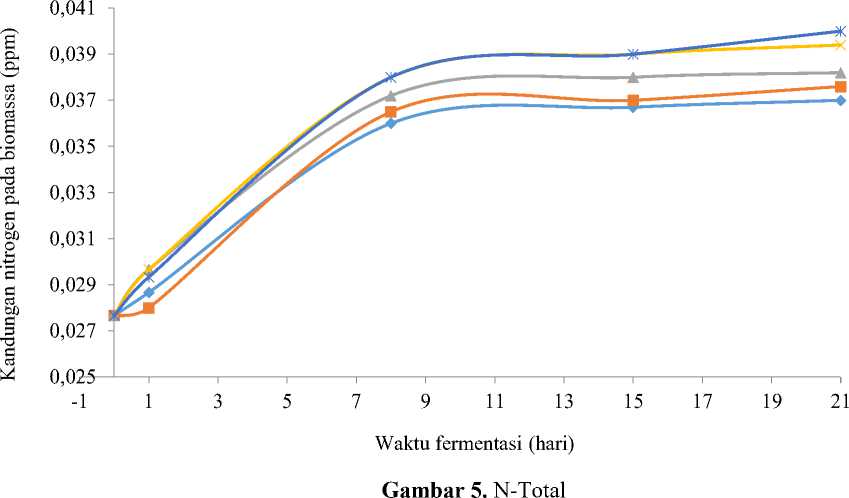 Kandungan nitrogen pada biomassa (ppm)
0,041
0,039
0,037
0,035
0,033
0,031
0,029
0,027
0,025
-1 1 3 5 7 9 11 13 15 17 19 21
Waktu fermentasi (hari)
Gambar 5. N-Total